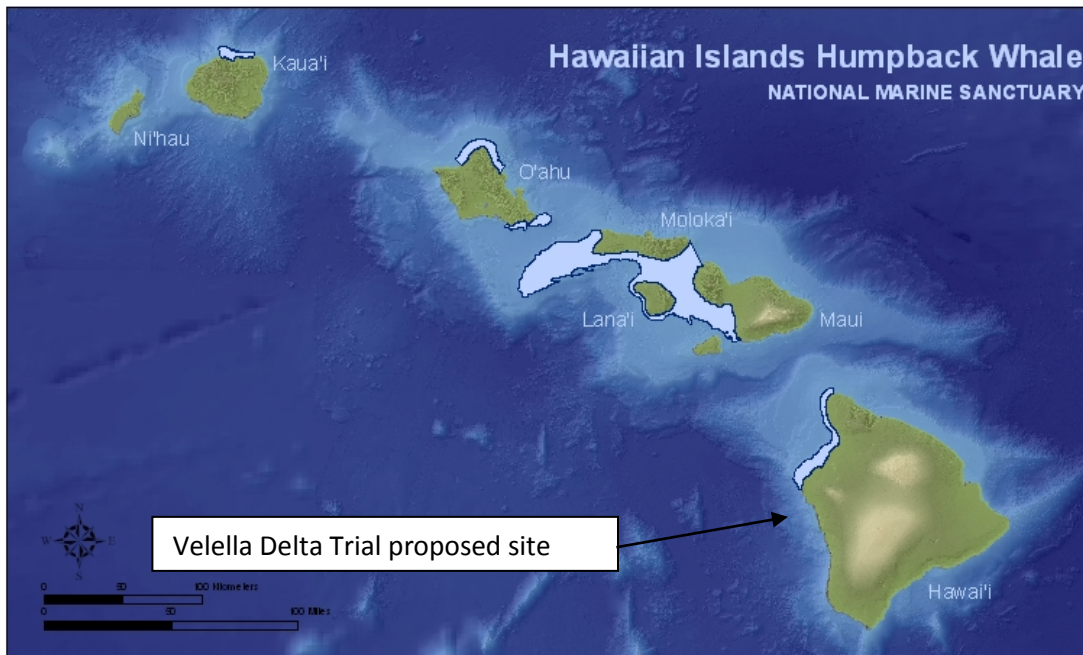 Hawaiian Islands Humpback Whale
NATIONAL MARINE SANCTUARY
Kaua'i
Ni'hau
O'ahu
Moloka'i
Lana'i
Maui
Velella Delta Trial proposed site
Hawai'i
N
W E
S
0 50 100 Kilometers
0 50 100 Miles